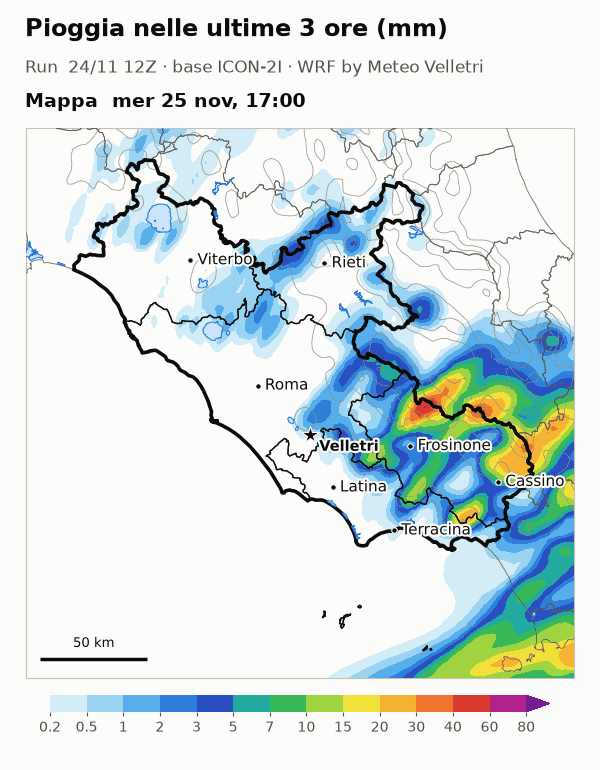 Pioggia nelle ultime 3 ore (mm)
Run  24/11 12Z · base ICON-2I · WRF by Meteo Velletri
Mappa  mer 25 nov, 17:00
Viterbo
Rieti
Roma
Velletri
Frosinone
Cassino
Latina
Terracina
50 km
0.2 0.5 1 2 3 5 7 10 15 20 30 40 60 80